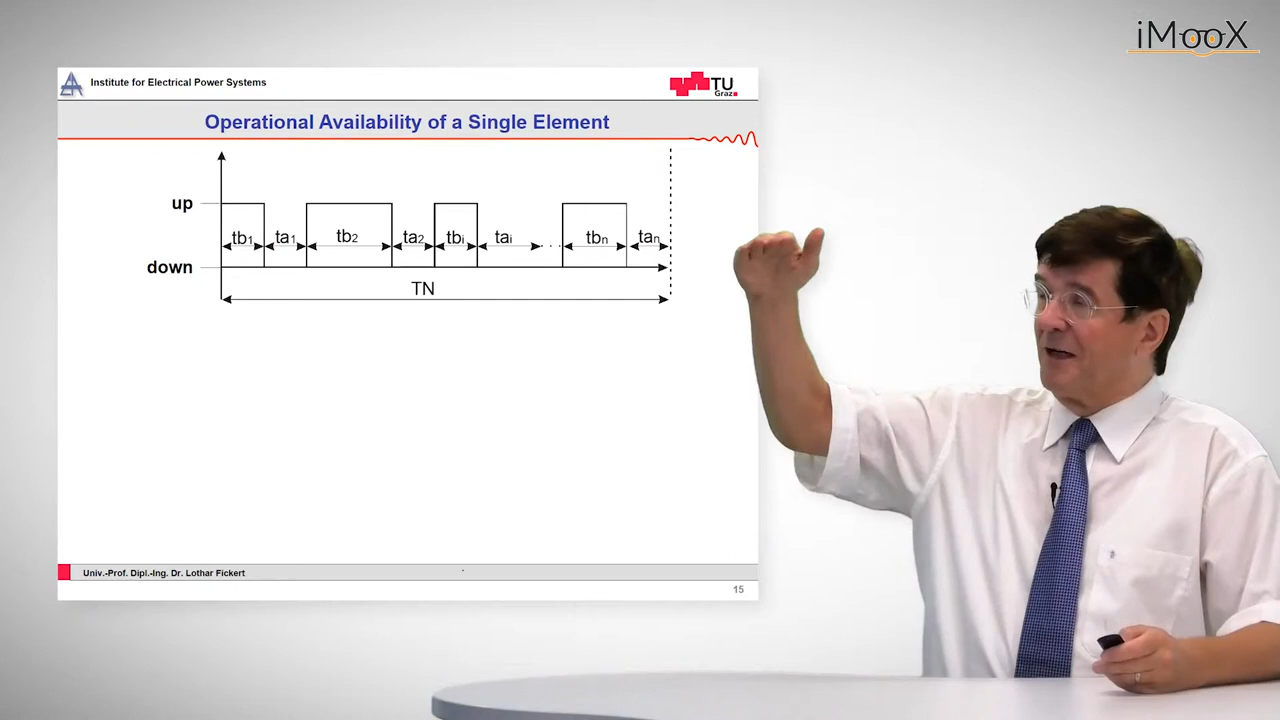 iMooX
Institute for Electrical Power Systems
TU
Graz
Operational Availability of a Single Element
up
tb1 ta1 tb2 ta2 tbi tai . . . tbn tan
down
TN
Univ.-Prof. Dipl.-Ing. Dr. Lothar Fickert
15